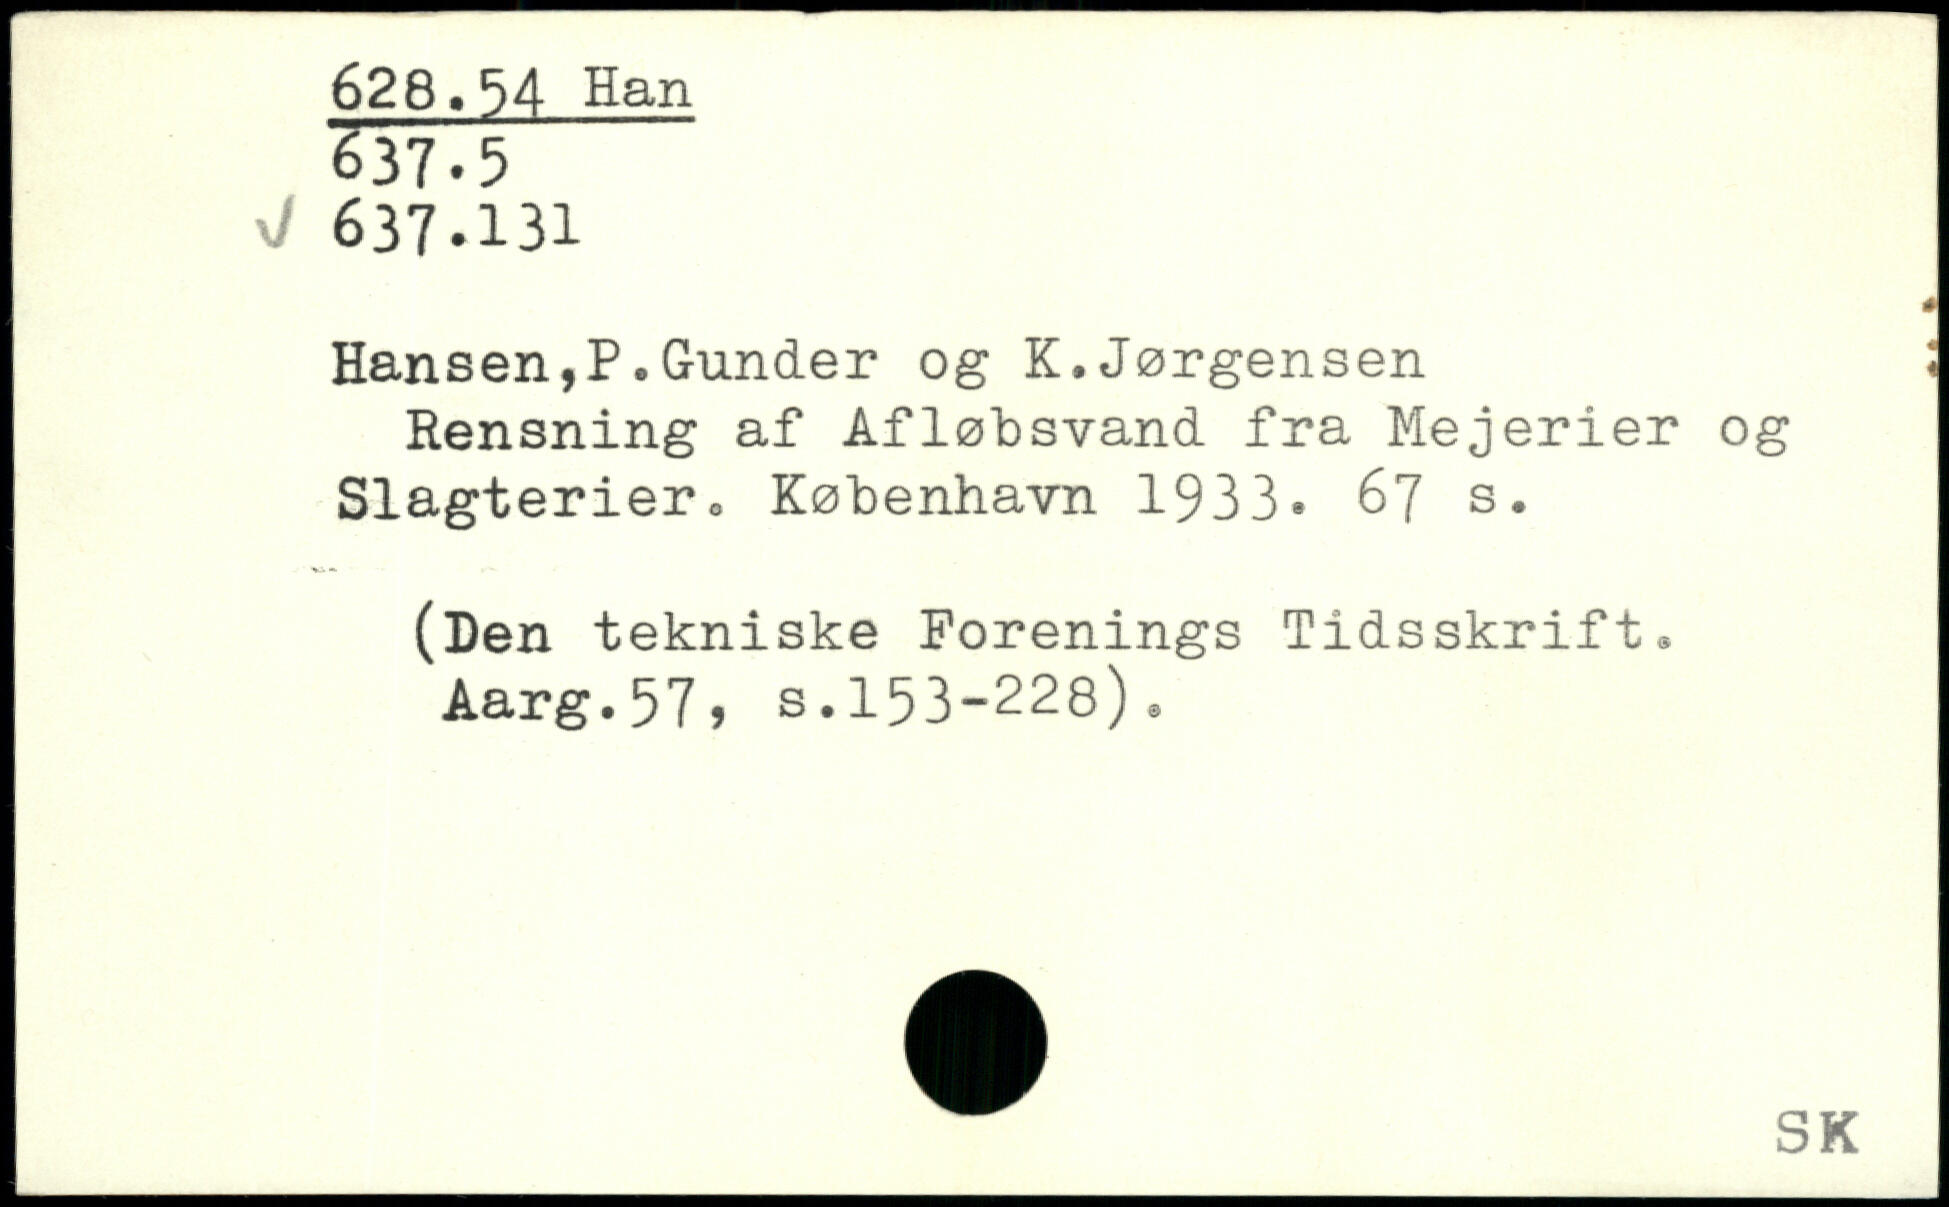 628.54 Han
637.5
✓ 637.131
Hansen,P.Gunder og K.Jørgensen
Rensning af Afløbsvand fra Mejerier og
Slagterier. København 1933. 67 s.
(Den tekniske Forenings Tidsskrift.
Aarg.57, s.153-228).
SK